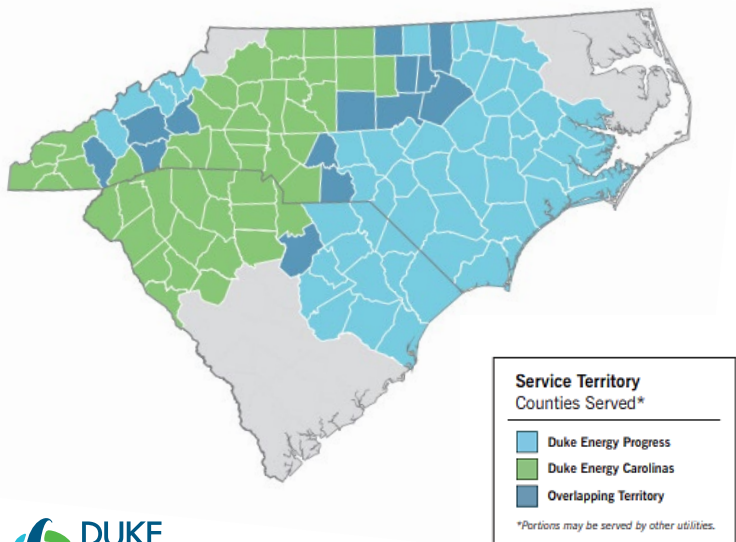 Service Territory
Counties Served*
Duke Energy Progress
Duke Energy Carolinas
Overlapping Territory
*Portions may be served by other utilities.
DUKE